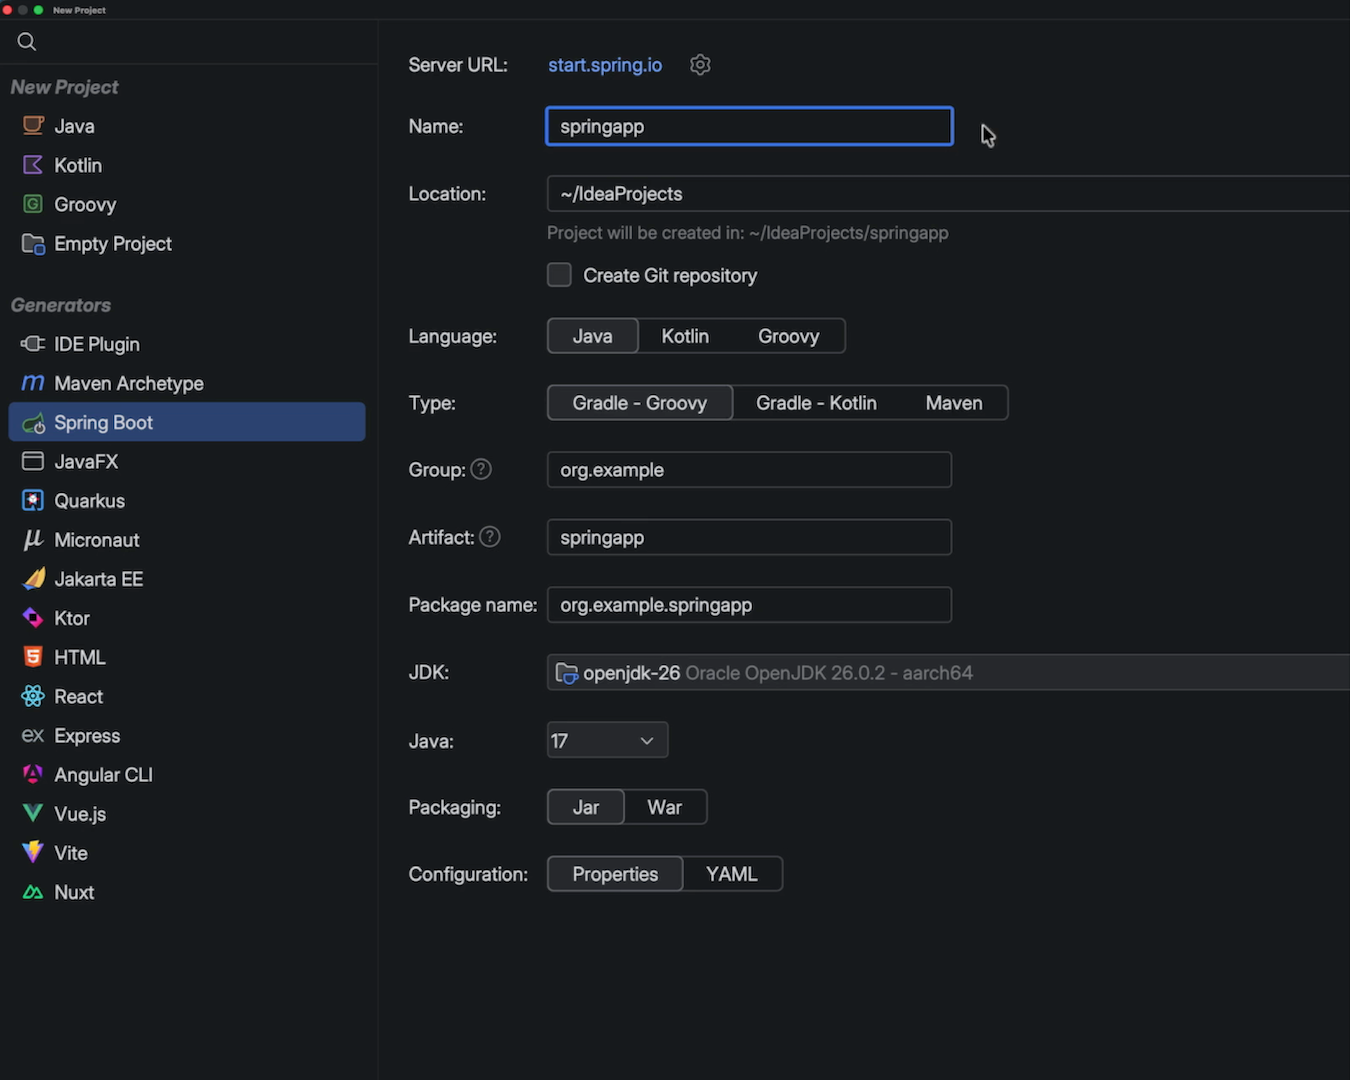 New Project
New Project
Java
Kotlin
Groovy
Empty Project
Generators
IDE Plugin
Maven Archetype
Spring Boot
JavaFX
Quarkus
Micronaut
Jakarta EE
Ktor
HTML
React
Express
Angular CLI
Vue.js
Vite
Nuxt
Server URL: start.spring.io
Name: springapp
Location: ~/IdeaProjects
Project will be created in: ~/IdeaProjects/springapp
Create Git repository
Language: Java Kotlin Groovy
Type: Gradle - Groovy Gradle - Kotlin Maven
Group: ? org.example
Artifact: ? springapp
Package name: org.example.springapp
JDK: openjdk-26 Oracle OpenJDK 26.0.2 - aarch64
Java: 17
Packaging: Jar War
Configuration: Properties YAML